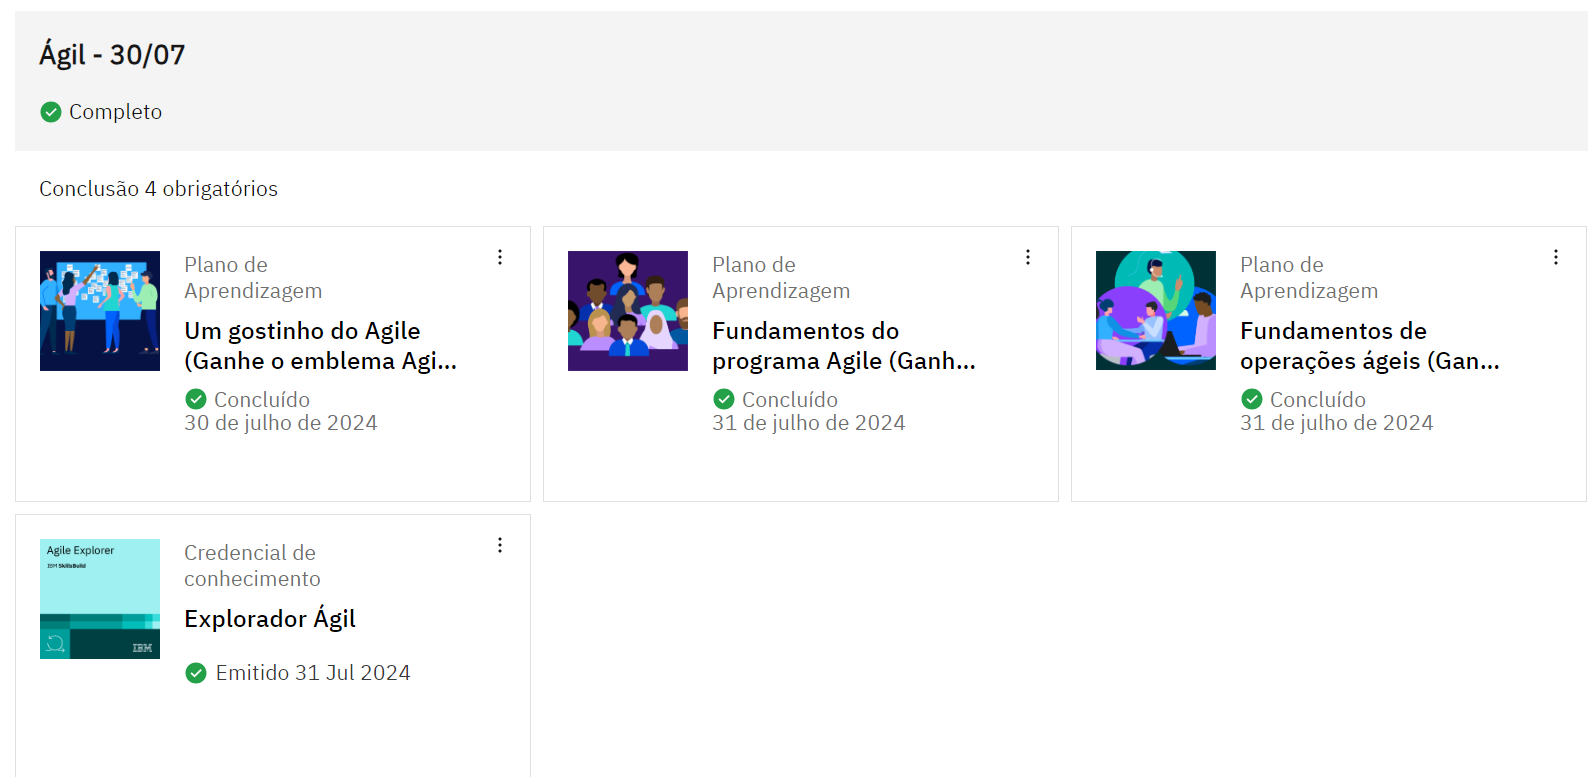 Ágil - 30/07
Completo
Conclusão 4 obrigatórios
Plano de
Aprendizagem
Um gostinho do Agile
(Ganhe o emblema Agi...
Concluído
30 de julho de 2024
Plano de
Aprendizagem
Fundamentos do
programa Agile (Ganh...
Concluído
31 de julho de 2024
Plano de
Aprendizagem
Fundamentos de
operações ágeis (Gan...
Concluído
31 de julho de 2024
Agile Explorer
IBM SkillsBuild
IBM
Credencial de
conhecimento
Explorador Ágil
Emitido 31 Jul 2024